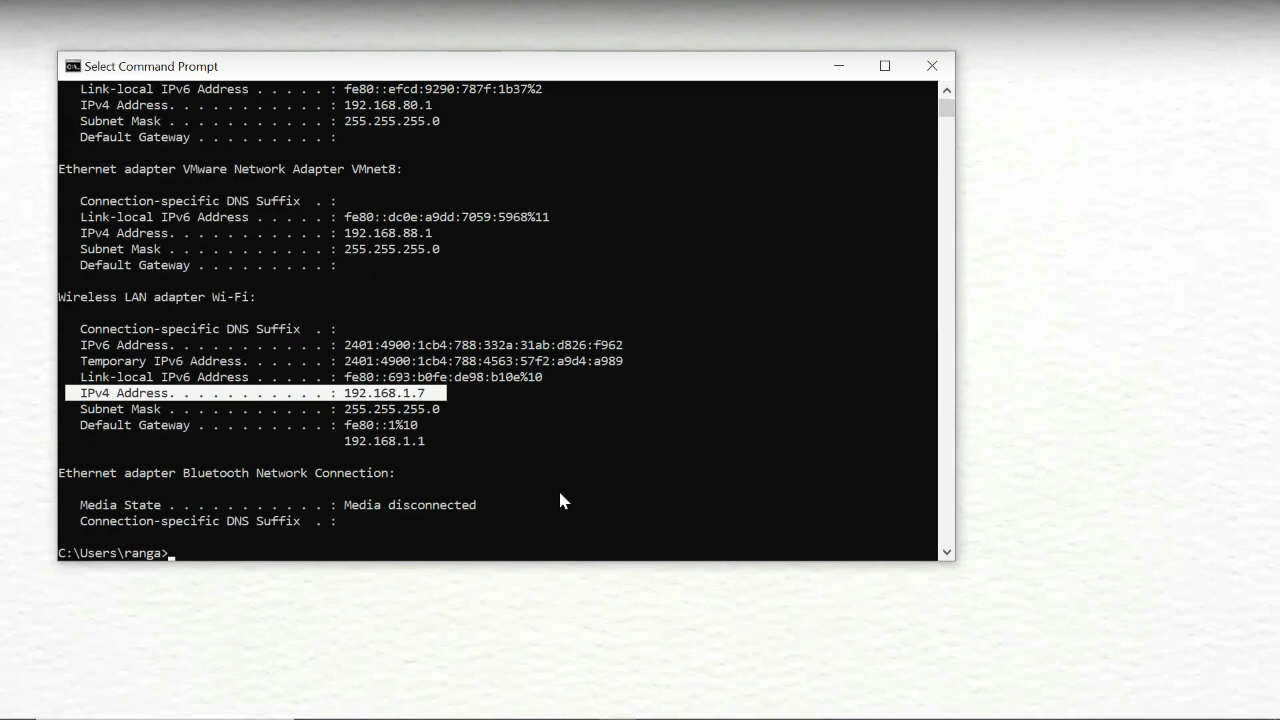 Select Command Prompt
Link-local IPv6 Address . . . . . : fe80::efcd:9290:787f:1b37%2
IPv4 Address. . . . . . . . . . . : 192.168.80.1
Subnet Mask . . . . . . . . . . . : 255.255.255.0
Default Gateway . . . . . . . . . :
Ethernet adapter VMware Network Adapter VMnet8:
Connection-specific DNS Suffix  . :
Link-local IPv6 Address . . . . . : fe80::dc0e:a9dd:7059:5968%11
IPv4 Address. . . . . . . . . . . : 192.168.88.1
Subnet Mask . . . . . . . . . . . : 255.255.255.0
Default Gateway . . . . . . . . . :
Wireless LAN adapter Wi-Fi:
Connection-specific DNS Suffix  . :
IPv6 Address. . . . . . . . . . . : 2401:4900:1cb4:788:332a:31ab:d826:f962
Temporary IPv6 Address. . . . . . : 2401:4900:1cb4:788:4563:57f2:a9d4:a989
Link-local IPv6 Address . . . . . : fe80::693:b0fe:de98:b10e%10
IPv4 Address. . . . . . . . . . . : 192.168.1.7
Subnet Mask . . . . . . . . . . . : 255.255.255.0
Default Gateway . . . . . . . . . : fe80::1%10
192.168.1.1
Ethernet adapter Bluetooth Network Connection:
Media State . . . . . . . . . . . : Media disconnected
Connection-specific DNS Suffix  . :
C:\Users\ranga>